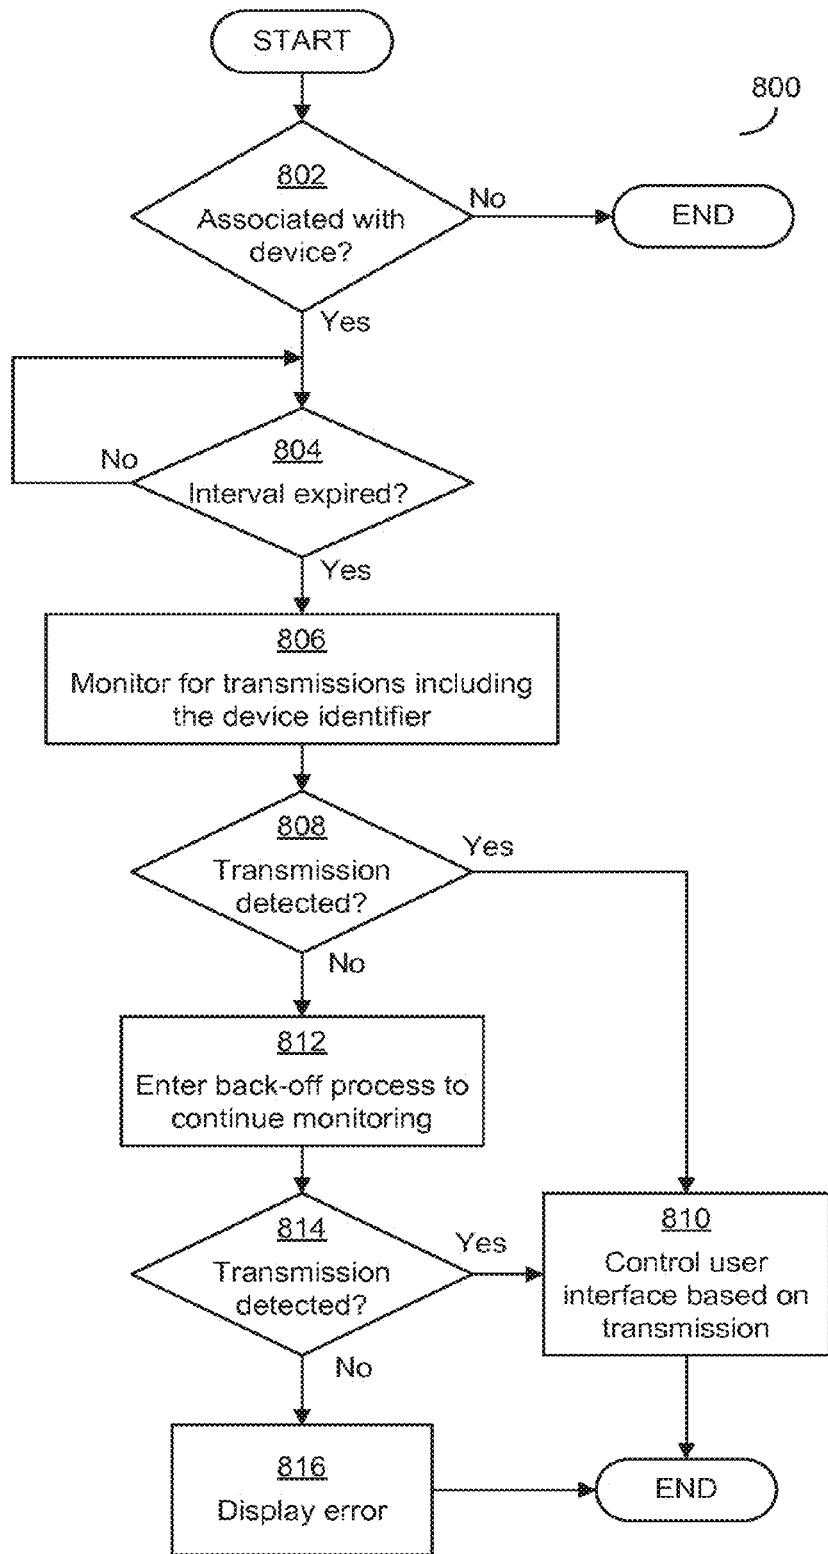 START
800
802
Associated with
device?
No
END
Yes
804
Interval expired?
No
Yes
806
Monitor for transmissions including
the device identifier
808
Transmission
detected?
Yes
No
812
Enter back-off process to
continue monitoring
814
Transmission
detected?
Yes
810
Control user
interface based on
transmission
No
816
Display error
END